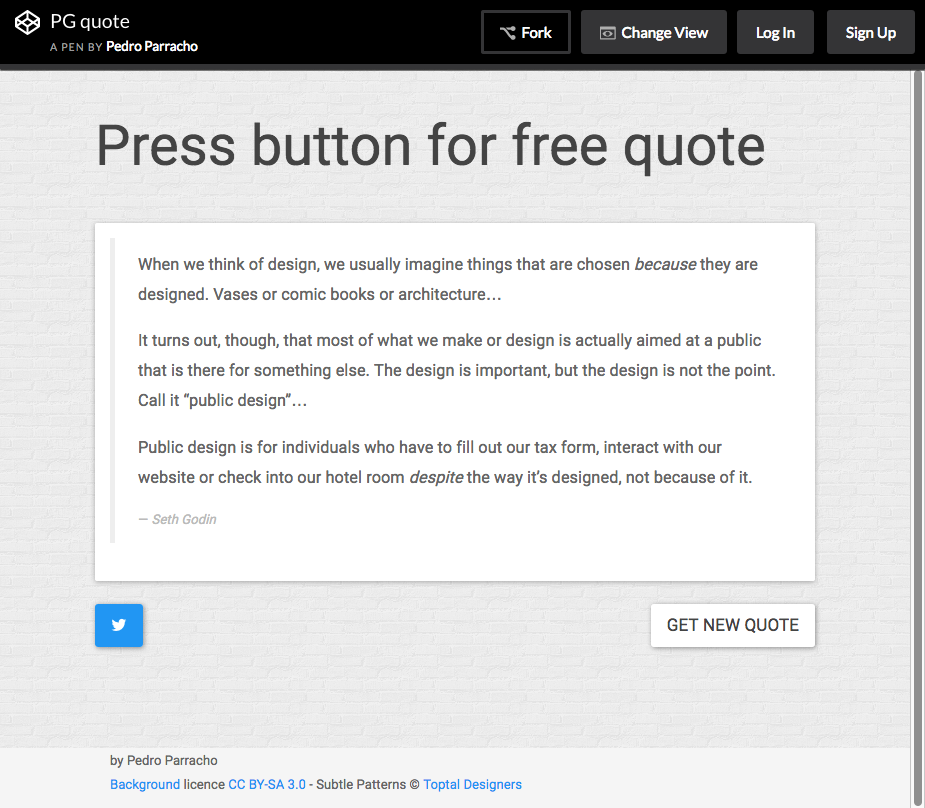 PG quote
A PEN BY Pedro Parracho
Fork
Change View
Log In
Sign Up
Press button for free quote
When we think of design, we usually imagine things that are chosen because they are
designed. Vases or comic books or architecture…
It turns out, though, that most of what we make or design is actually aimed at a public
that is there for something else. The design is important, but the design is not the point.
Call it “public design”…
Public design is for individuals who have to fill out our tax form, interact with our
website or check into our hotel room despite the way it’s designed, not because of it.
— Seth Godin
GET NEW QUOTE
by Pedro Parracho
Background licence CC BY-SA 3.0 - Subtle Patterns © Toptal Designers